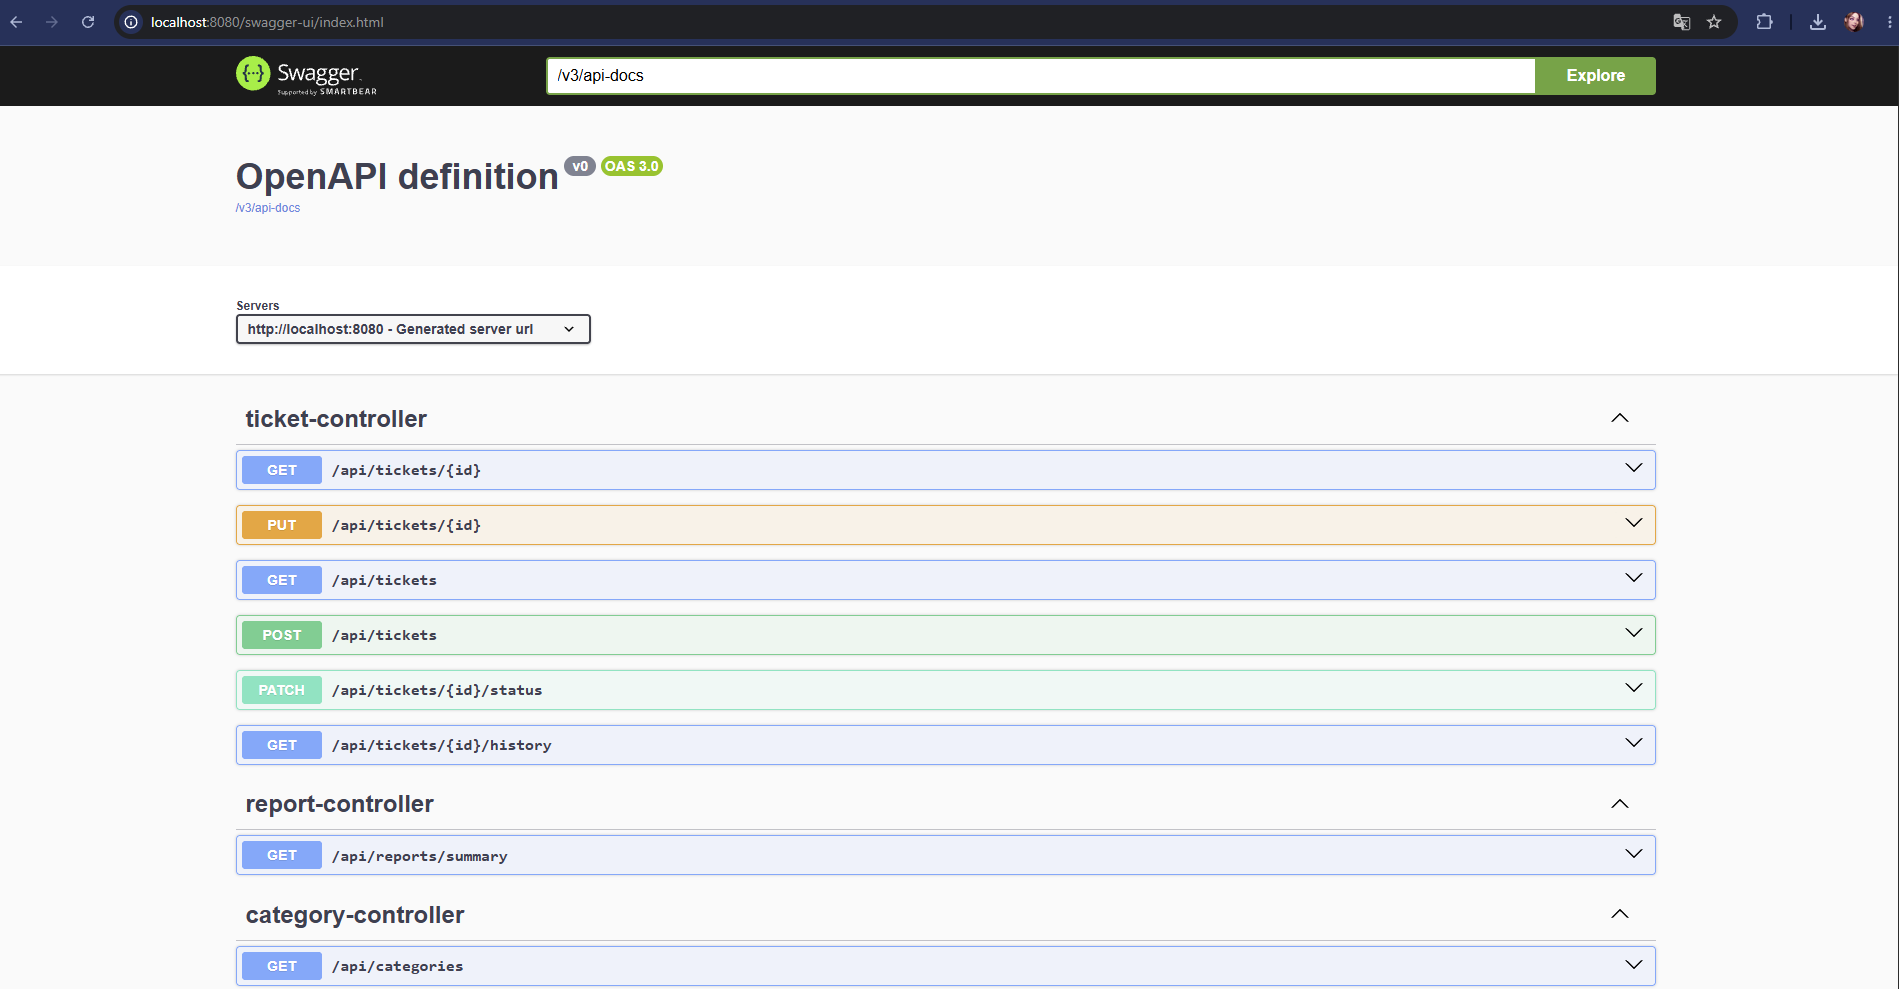 localhost:8080/swagger-ui/index.html
Swagger
Supported by SMARTBEAR
/v3/api-docs
Explore
OpenAPI definition v0 OAS 3.0
/v3/api-docs
Servers
http://localhost:8080 - Generated server url
ticket-controller
GET /api/tickets/{id}
PUT /api/tickets/{id}
GET /api/tickets
POST /api/tickets
PATCH /api/tickets/{id}/status
GET /api/tickets/{id}/history
report-controller
GET /api/reports/summary
category-controller
GET /api/categories